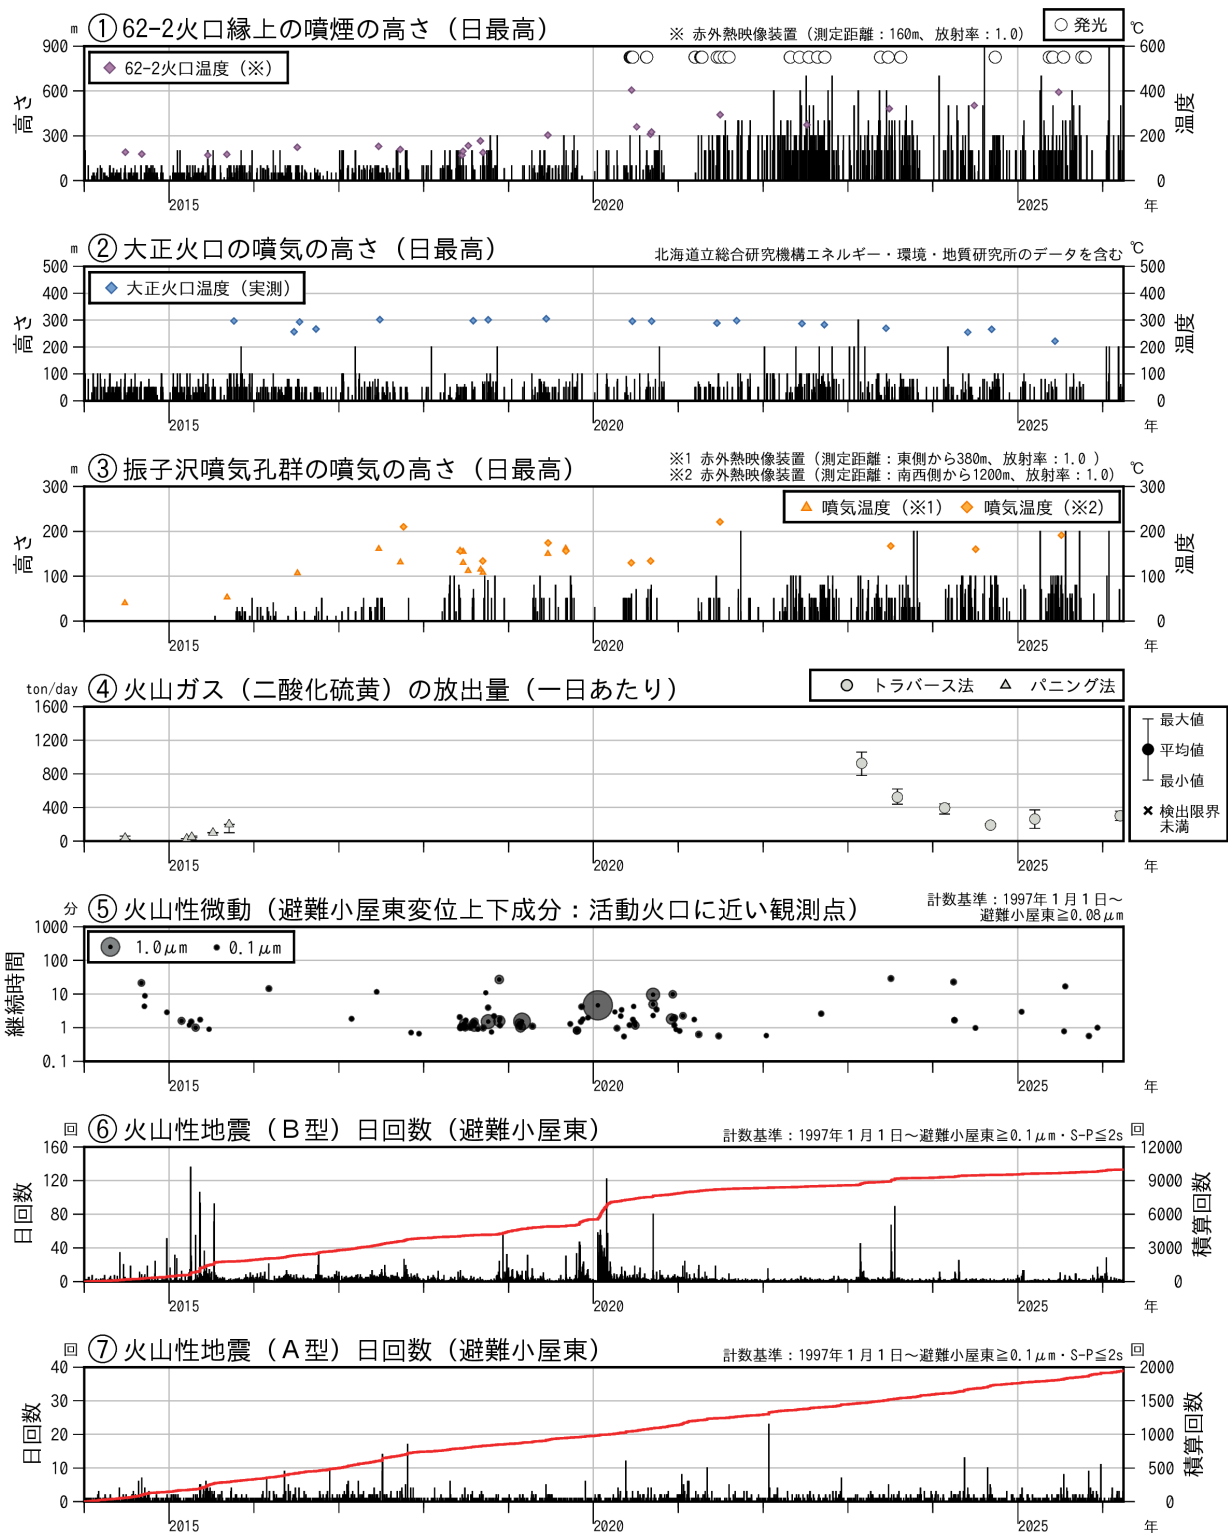 m ①62-2火口縁上の噴煙の高さ（日最高）
※ 赤外熱映像装置（測定距離：160m、放射率：1.0）
○ 発光
℃
◆ 62-2火口温度（※）
高さ
900
600
300
0
600
400
200
0
温度
2015 2020 2025 年
m ②大正火口の噴気の高さ（日最高）
北海道立総合研究機構エネルギー・環境・地質研究所のデータを含む ℃
◆ 大正火口温度（実測）
高さ
500
400
300
200
100
0
500
400
300
200
100
0
温度
2015 2020 2025 年
m ③振子沢噴気孔群の噴気の高さ（日最高）
※1 赤外熱映像装置（測定距離：東側から380m、放射率：1.0 ）
※2 赤外熱映像装置（測定距離：南西側から1200m、放射率：1.0）
℃
▲ 噴気温度（※1） ◆ 噴気温度（※2）
高さ
300
200
100
0
300
200
100
0
温度
2015 2020 2025 年
ton/day ④火山ガス（二酸化硫黄）の放出量（一日あたり）
○ トラバース法 △ パニング法
1600
1200
800
400
0
最大値
平均値
最小値
× 検出限界
未満
2015 2020 2025 年
分 ⑤火山性微動（避難小屋東変位上下成分：活動火口に近い観測点）
計数基準：1997年１月１日～
避難小屋東≧0.08μm
1.0μm 0.1μm
継続時間
1000
100
10
1
0.1
2015 2020 2025 年
回 ⑥火山性地震（Ｂ型）日回数（避難小屋東）
計数基準：1997年１月１日～避難小屋東≧0.1μm・S-P≦2s 回
日回数
160
120
80
40
0
12000
9000
6000
3000
0
積算回数
2015 2020 2025 年
回 ⑦火山性地震（Ａ型）日回数（避難小屋東）
計数基準：1997年１月１日～避難小屋東≧0.1μm・S-P≦2s 回
日回数
40
30
20
10
0
2000
1500
1000
500
0
積算回数
2015 2020 2025 年